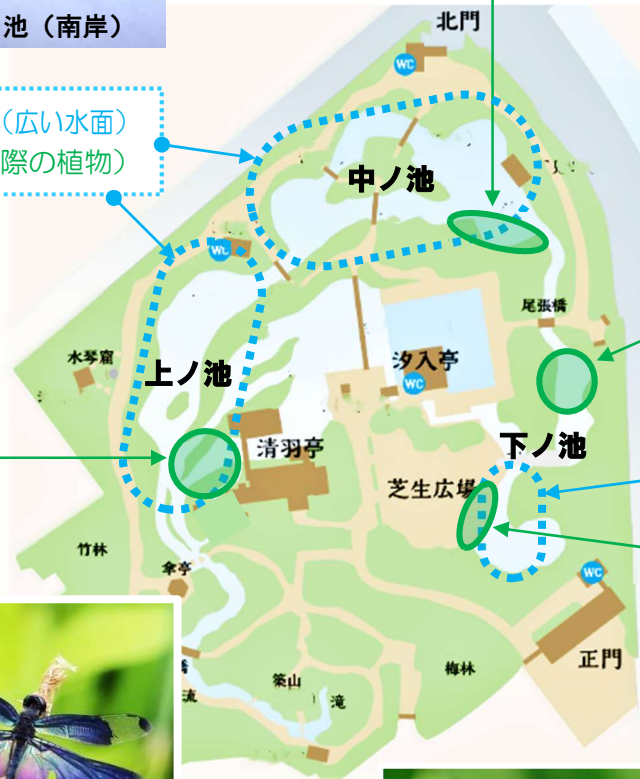 池（南岸）
（広い水面）
際の植物）
北門
WC
中ノ池
WC
尾張橋
水琴窟
上ノ池
汐入亭
WC
清羽亭
下ノ池
芝生広場
竹林
傘亭
WC
正門
梅林
築山
滝
流